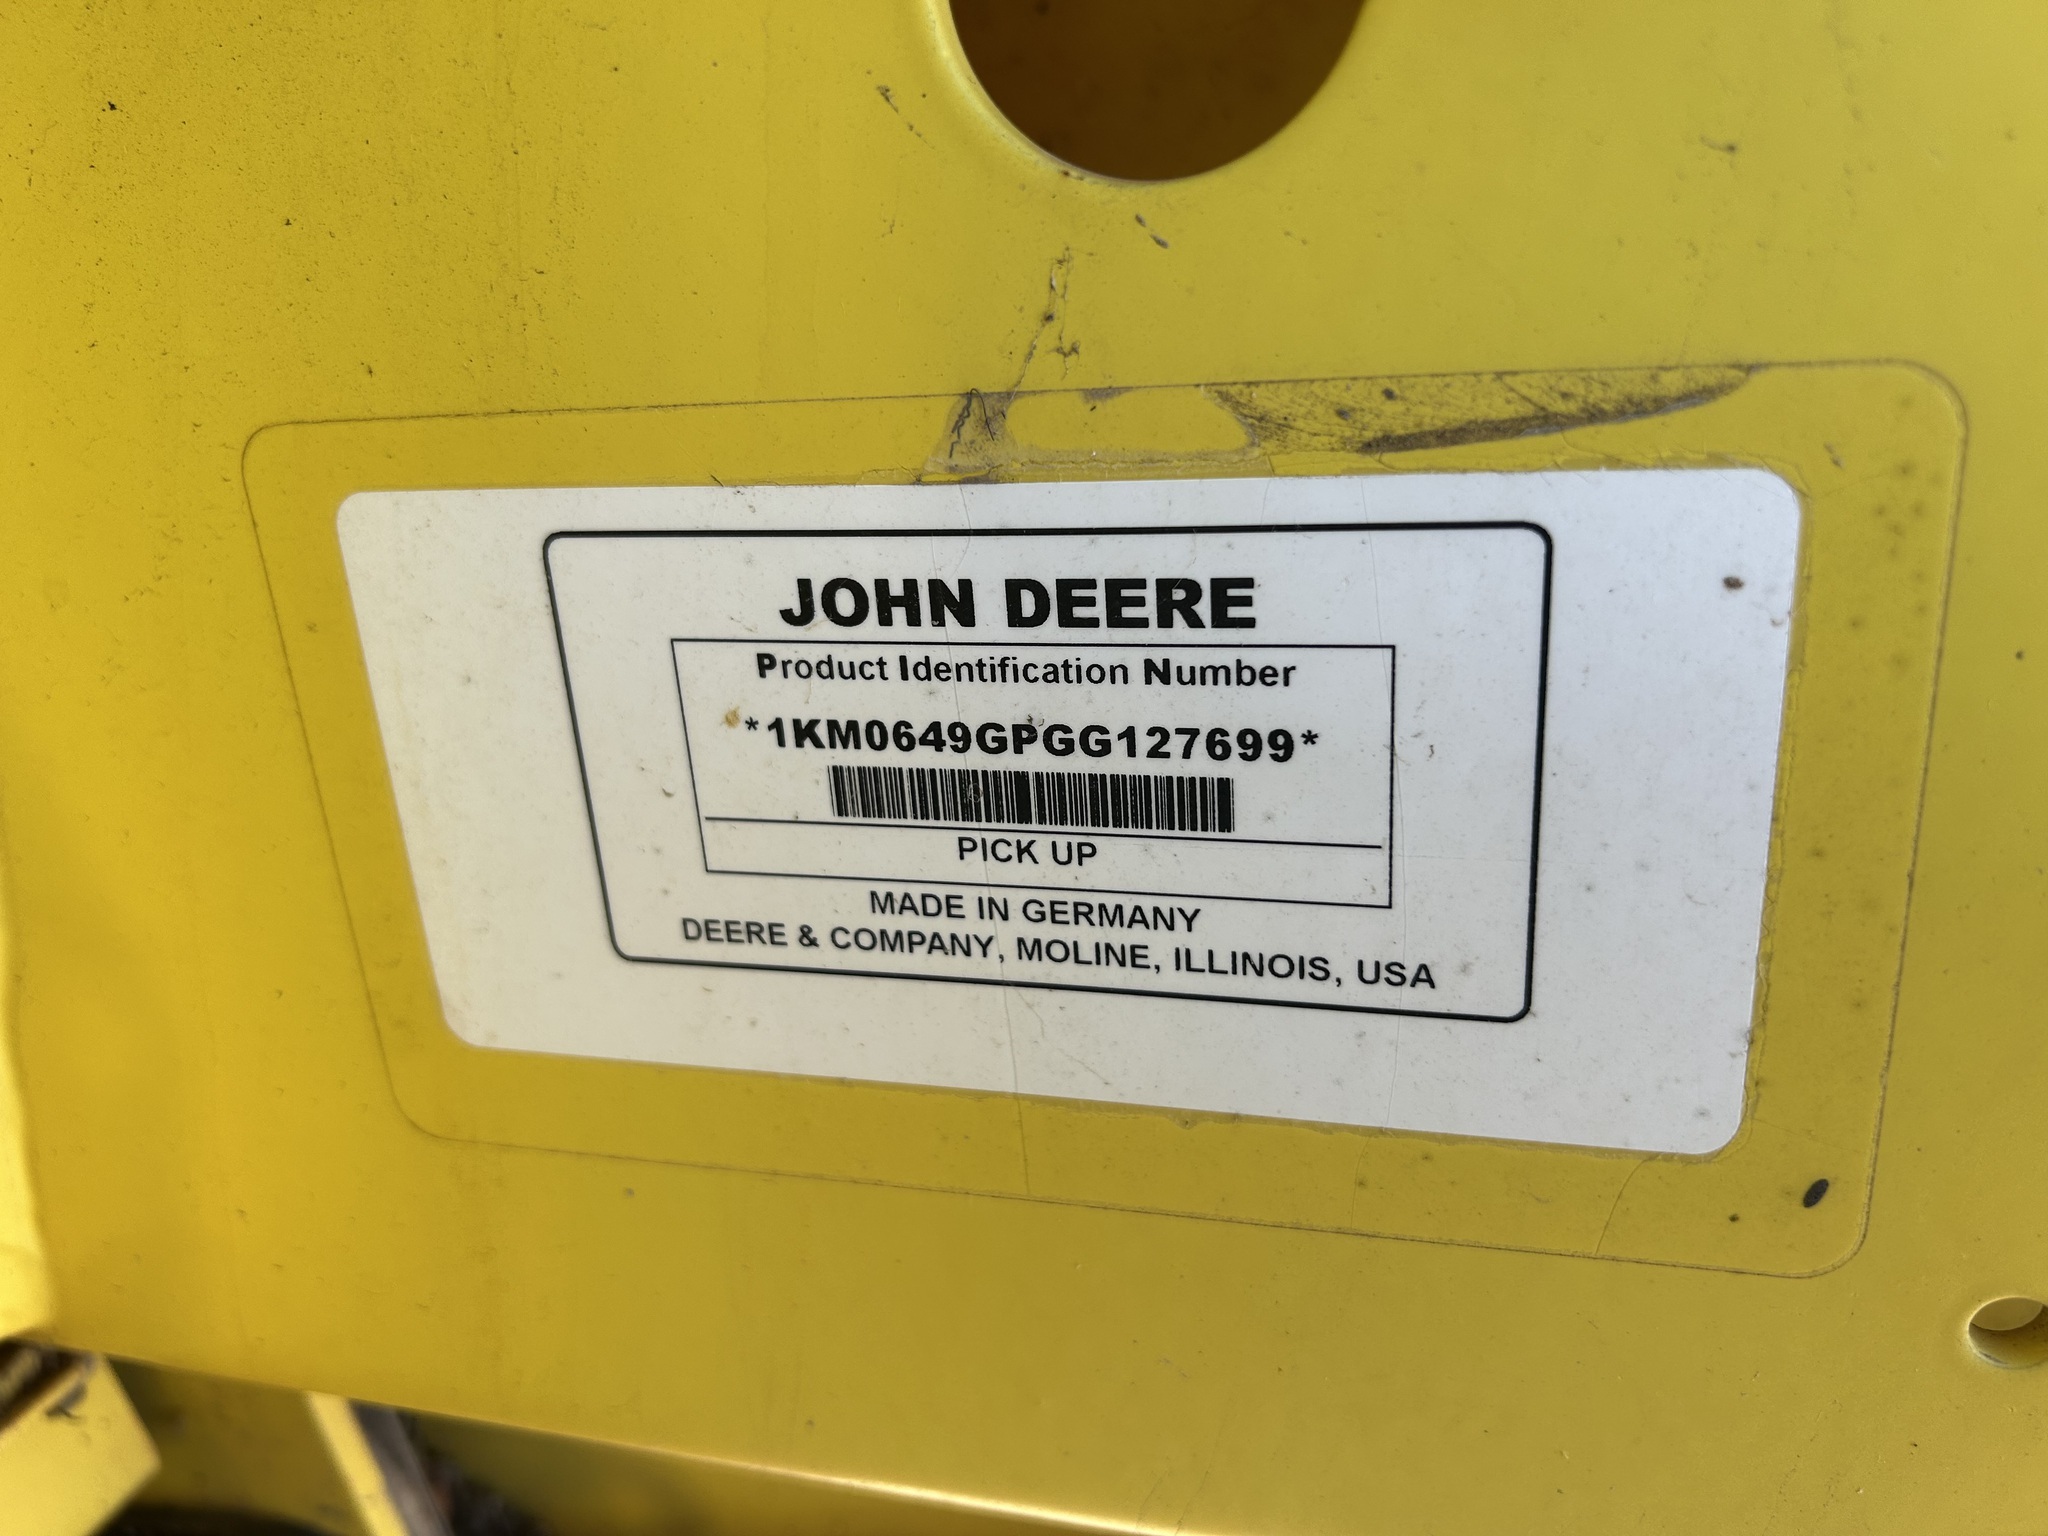 JOHN DEERE
Product Identification Number
*1KM0649GPGG127699*
PICK UP
MADE IN GERMANY
DEERE & COMPANY, MOLINE, ILLINOIS, USA